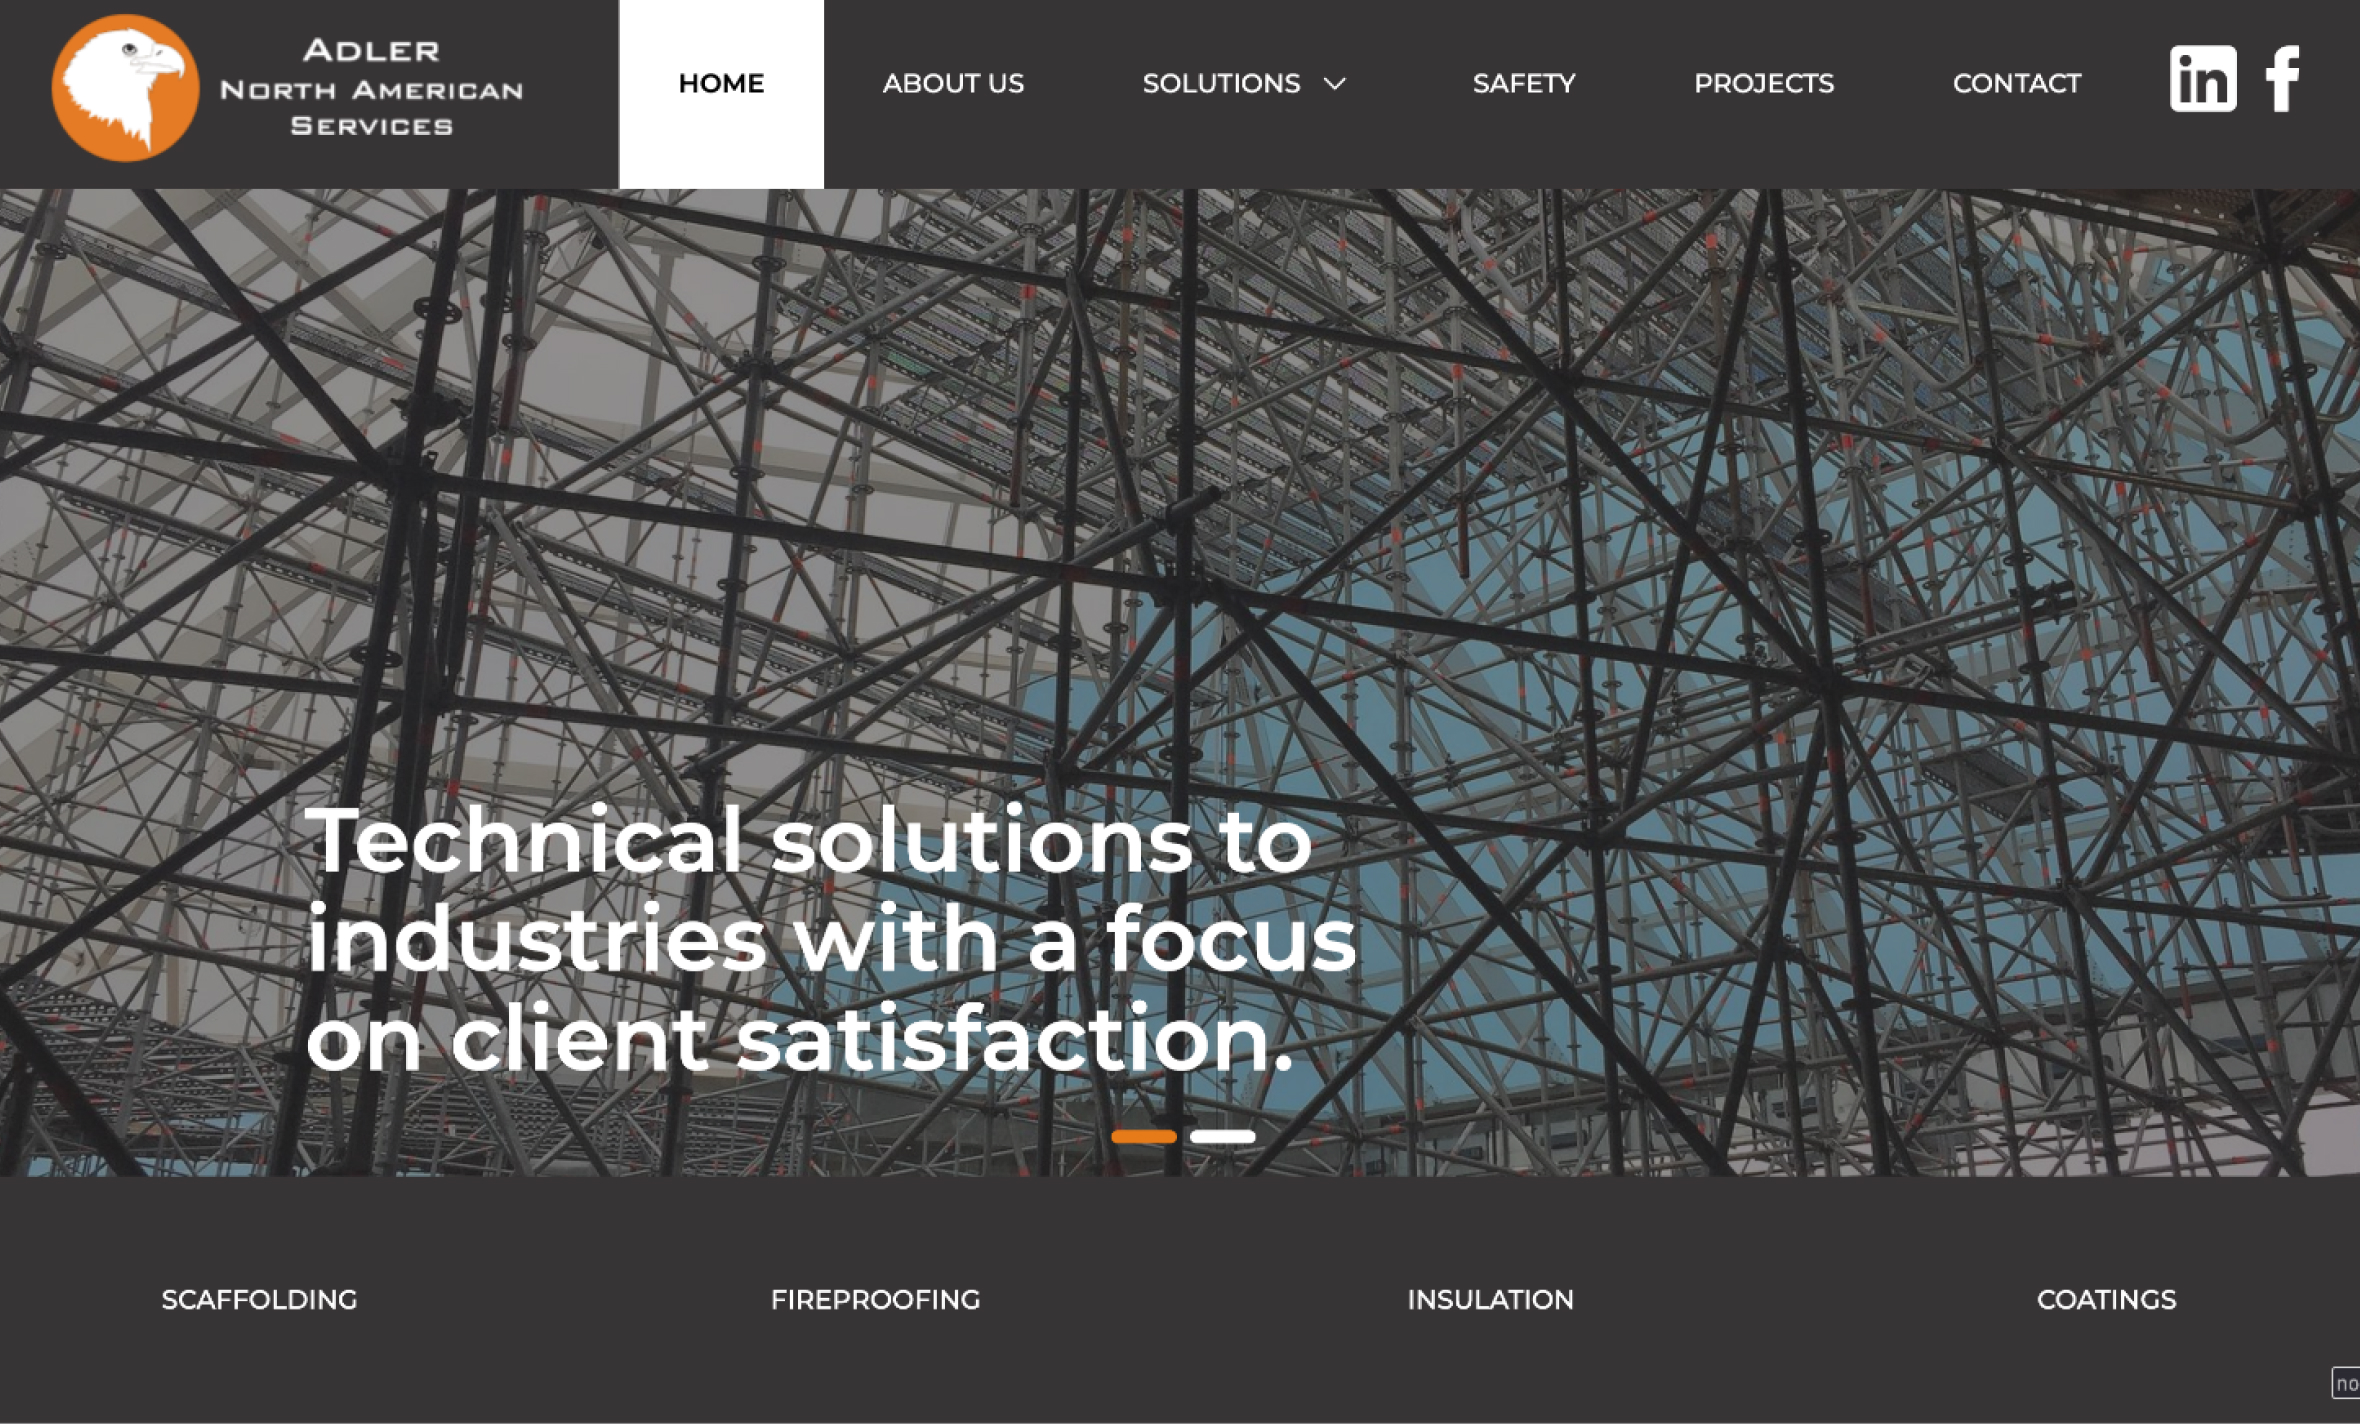 ADLER
NORTH AMERICAN
SERVICES
HOME
ABOUT US
SOLUTIONS
SAFETY
PROJECTS
CONTACT
in
f
Technical solutions to
industries with a focus
on client satisfaction.
SCAFFOLDING
FIREPROOFING
INSULATION
COATINGS
no